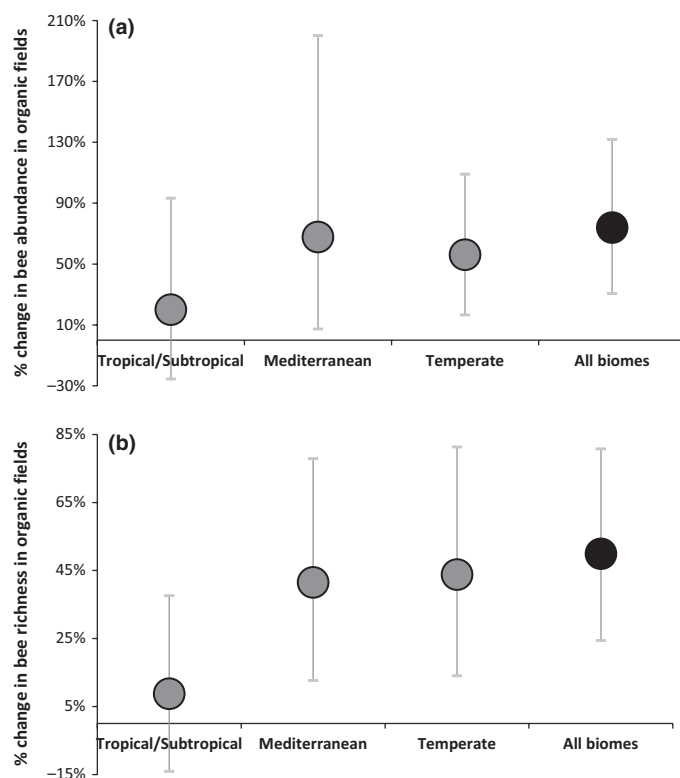 (a)
% change in bee abundance in organic fields
210%
170%
130%
90%
50%
10%
–30%
Tropical/Subtropical Mediterranean Temperate All biomes
(b)
% change in bee richness in organic fields
85%
65%
45%
25%
5%
–15%
Tropical/Subtropical Mediterranean Temperate All biomes